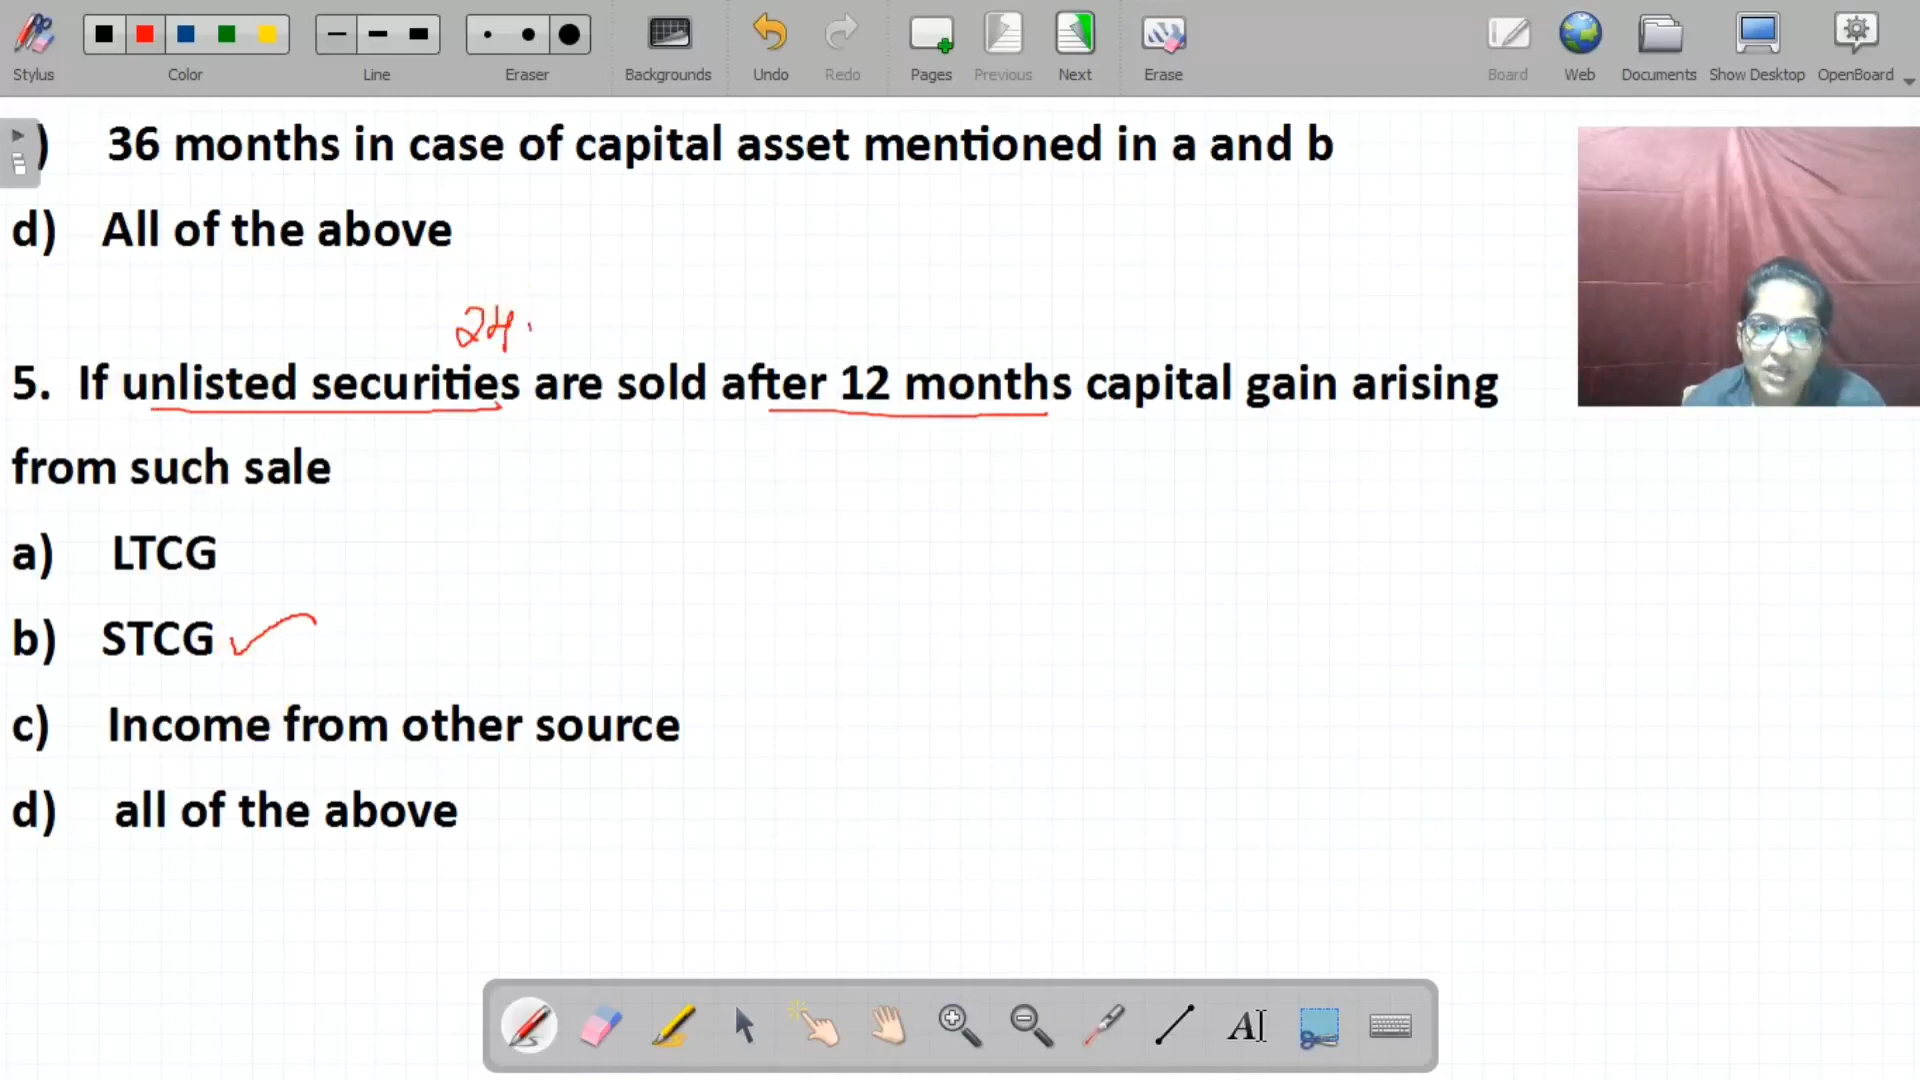 Stylus
Color
Line
Eraser
Backgrounds
Undo
Redo
Pages
Previous
Next
Erase
Board
Web
Documents
Show Desktop
OpenBoard
) 36 months in case of capital asset mentioned in a and b
d) All of the above
24.
5. If unlisted securities are sold after 12 months capital gain arising
from such sale
a) LTCG
b) STCG
c) Income from other source
d) all of the above
AI